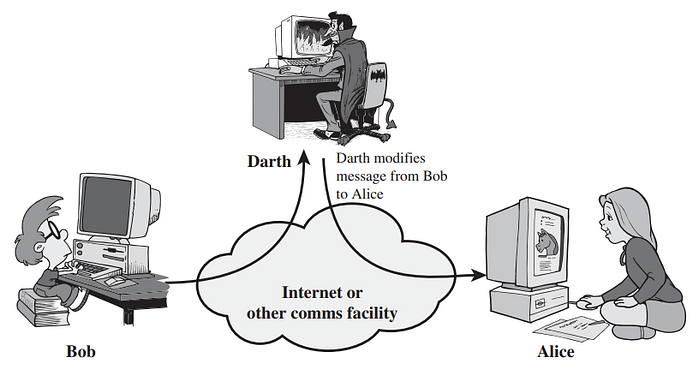 Darth
Darth modifies
message from Bob
to Alice
Internet or
other comms facility
Bob
Alice